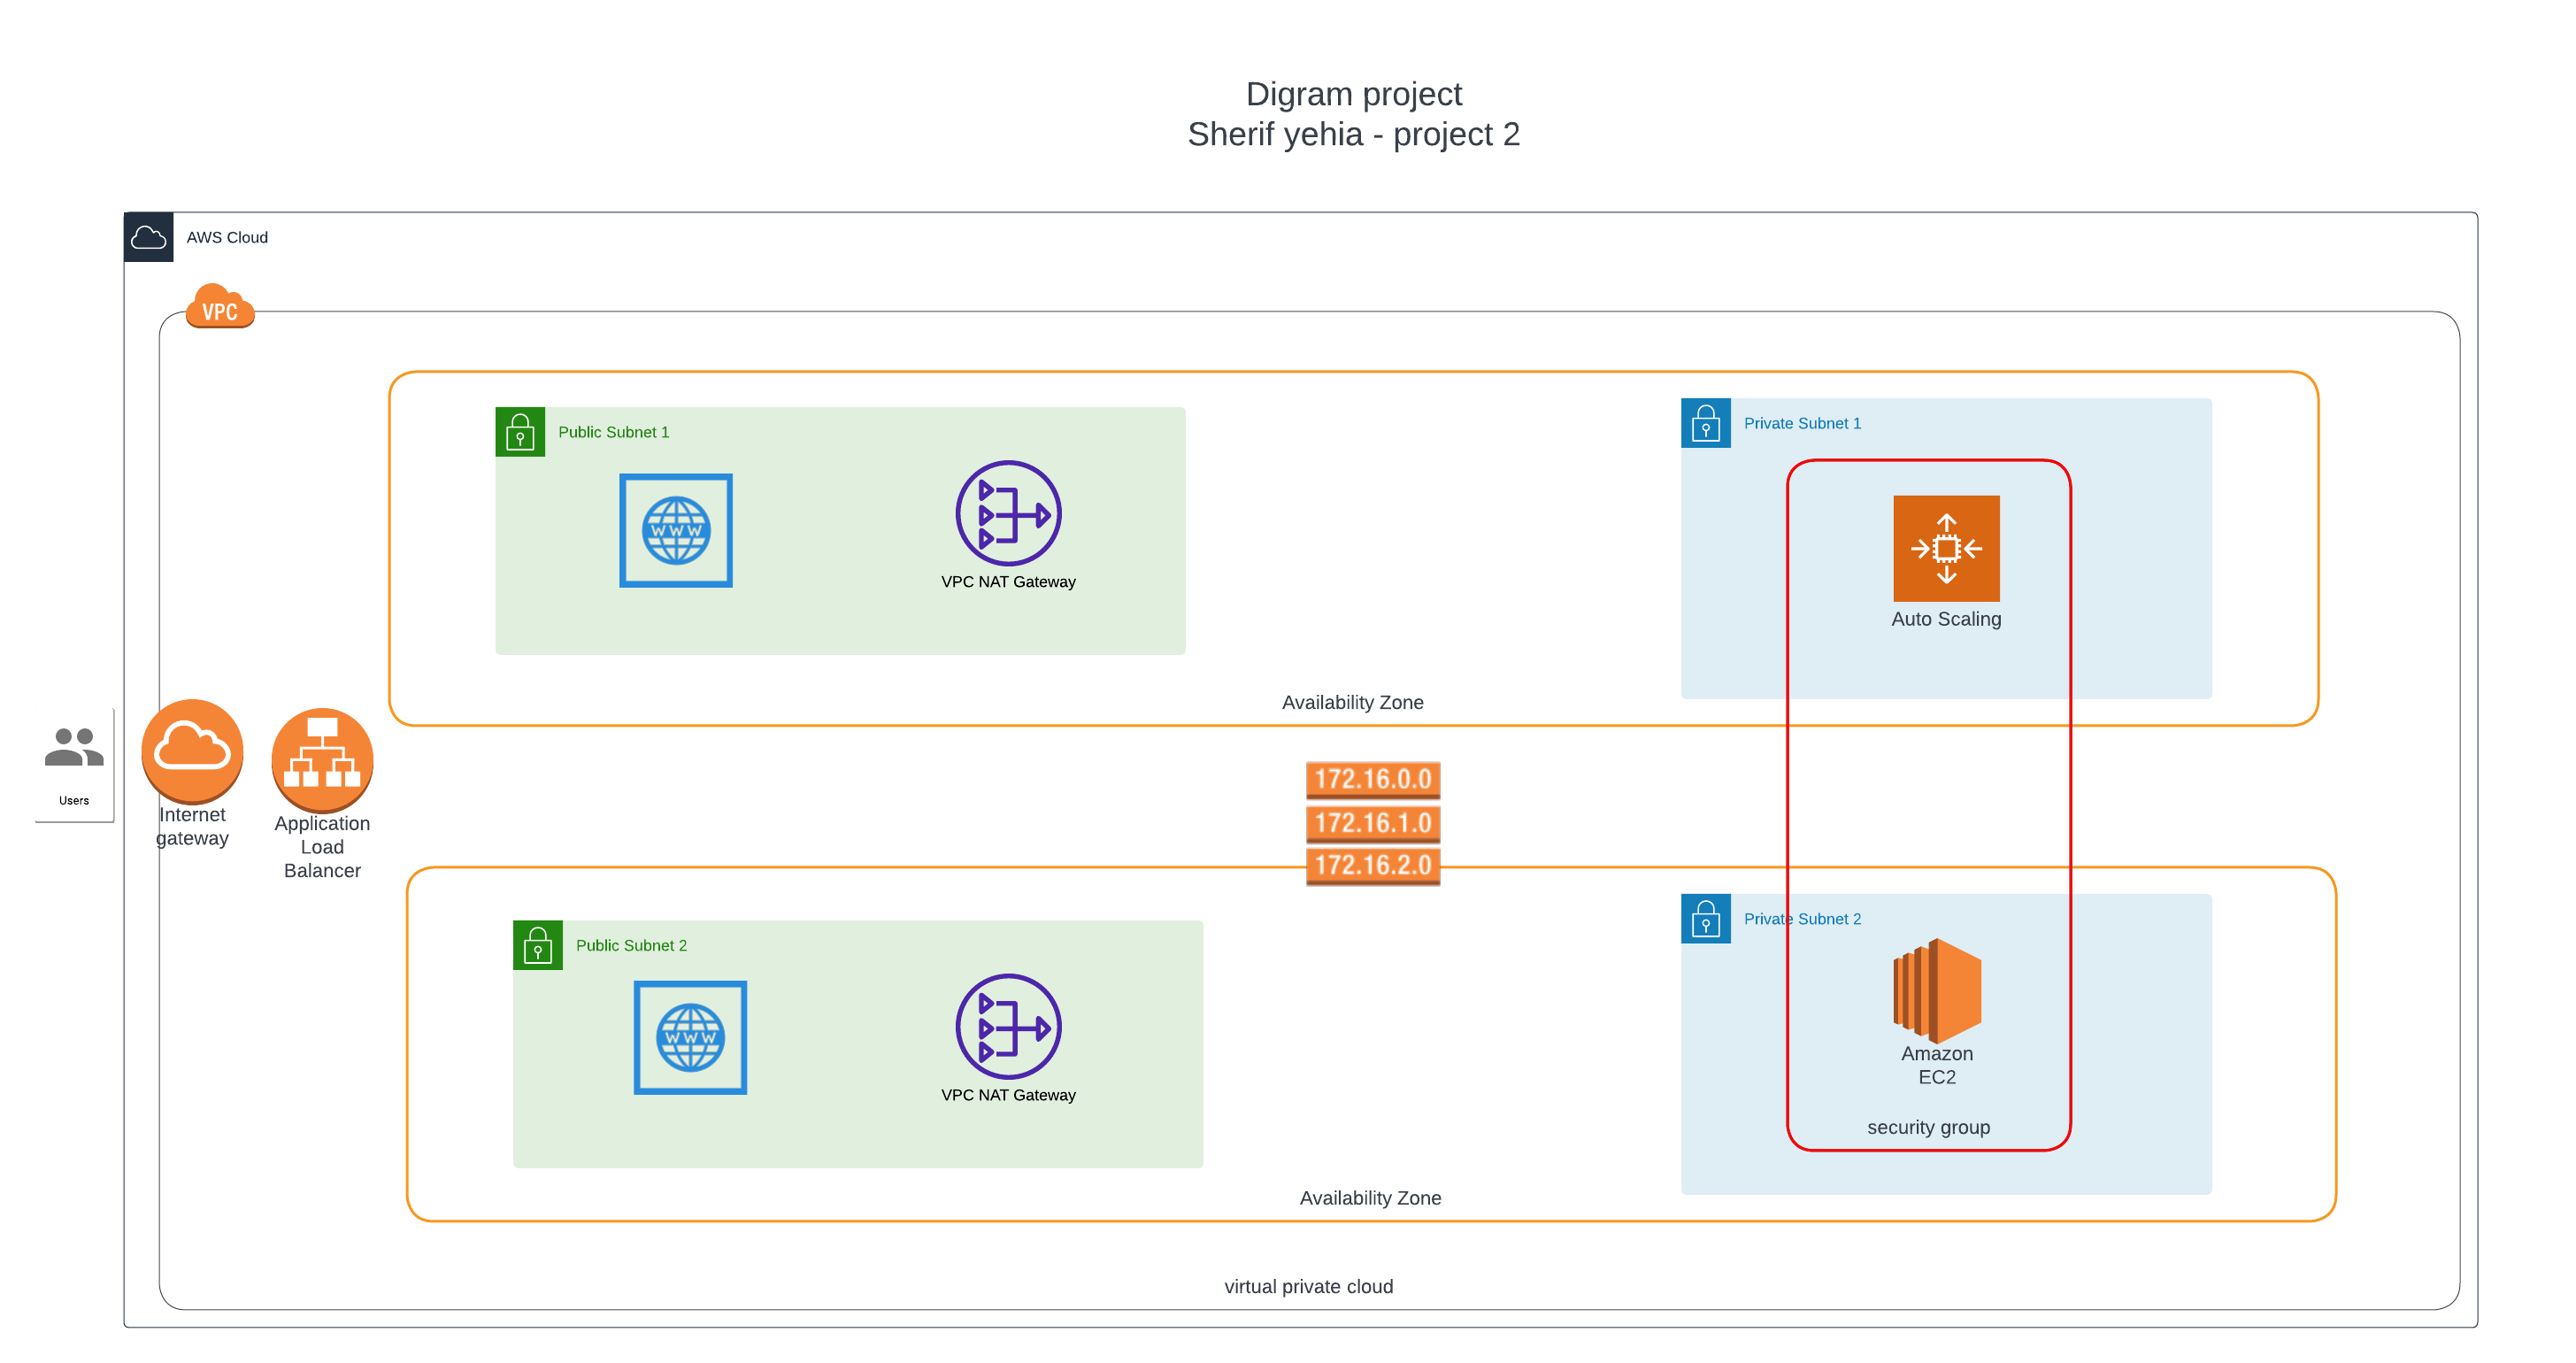 Digram project
Sherif yehia - project 2
AWS Cloud
VPC
Public Subnet 1
WWW
VPC NAT Gateway
Private Subnet 1
Auto Scaling
Availability Zone
Users
Internet
gateway
Application
Load
Balancer
172.16.0.0
172.16.1.0
172.16.2.0
Public Subnet 2
WWW
VPC NAT Gateway
Private Subnet 2
Amazon
EC2
security group
Availability Zone
virtual private cloud